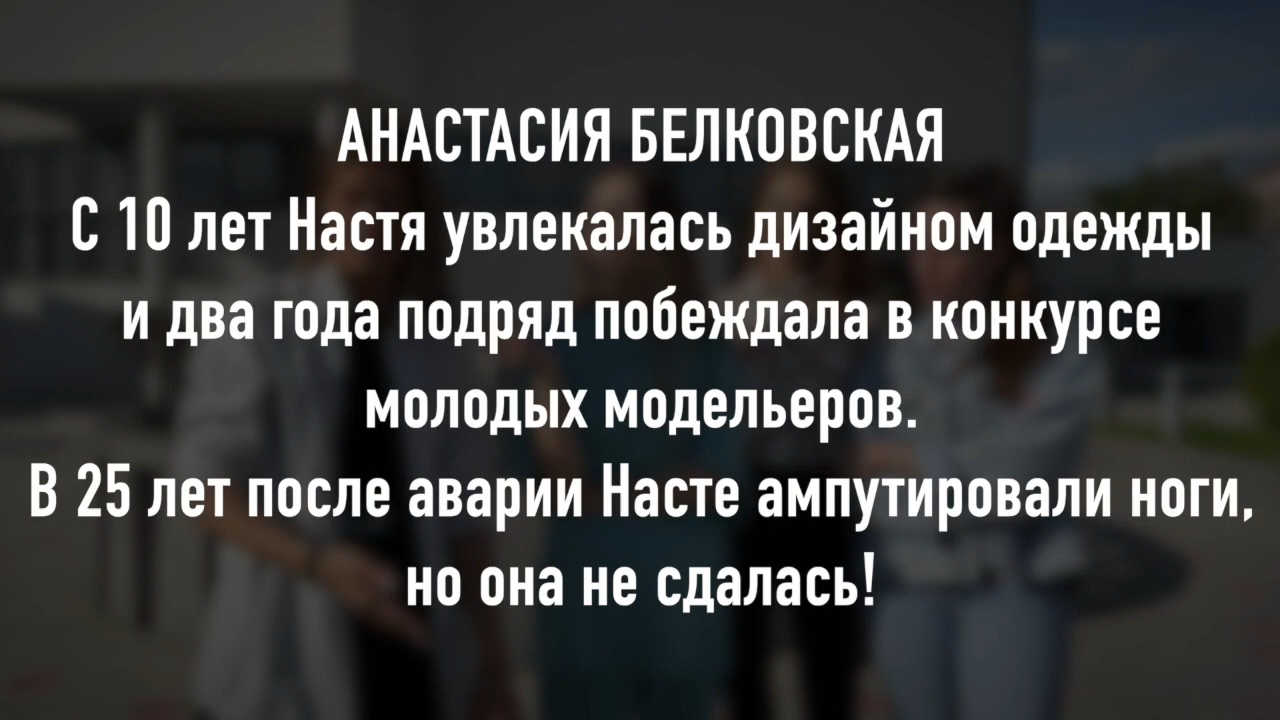 АНАСТАСИЯ БЕЛКОВСКАЯ
С 10 лет Настя увлекалась дизайном одежды
и два года подряд побеждала в конкурсе
молодых модельеров.
В 25 лет после аварии Насте ампутировали ноги,
но она не сдалась!